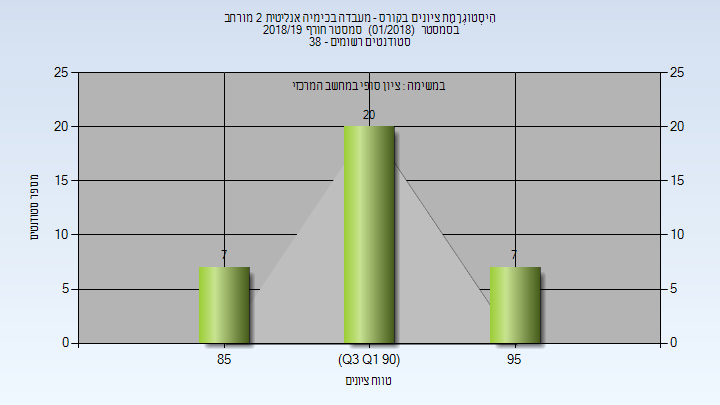 הִיסְטוֹגְרָמַת ציונים בקורס - מעבדה בכימיה אנליטית 2 מורחב
בסמסטר (01/2018) סמסטר חורף 2018/19
סטודנטים רשומים - 38
במשימה : ציון סופי במחשב המרכזי
25
20
15
10
5
0
25
20
15
10
5
0
7
20
7
מספר סטודנטים
85
(Q3 Q1 90)
95
טווח ציונים